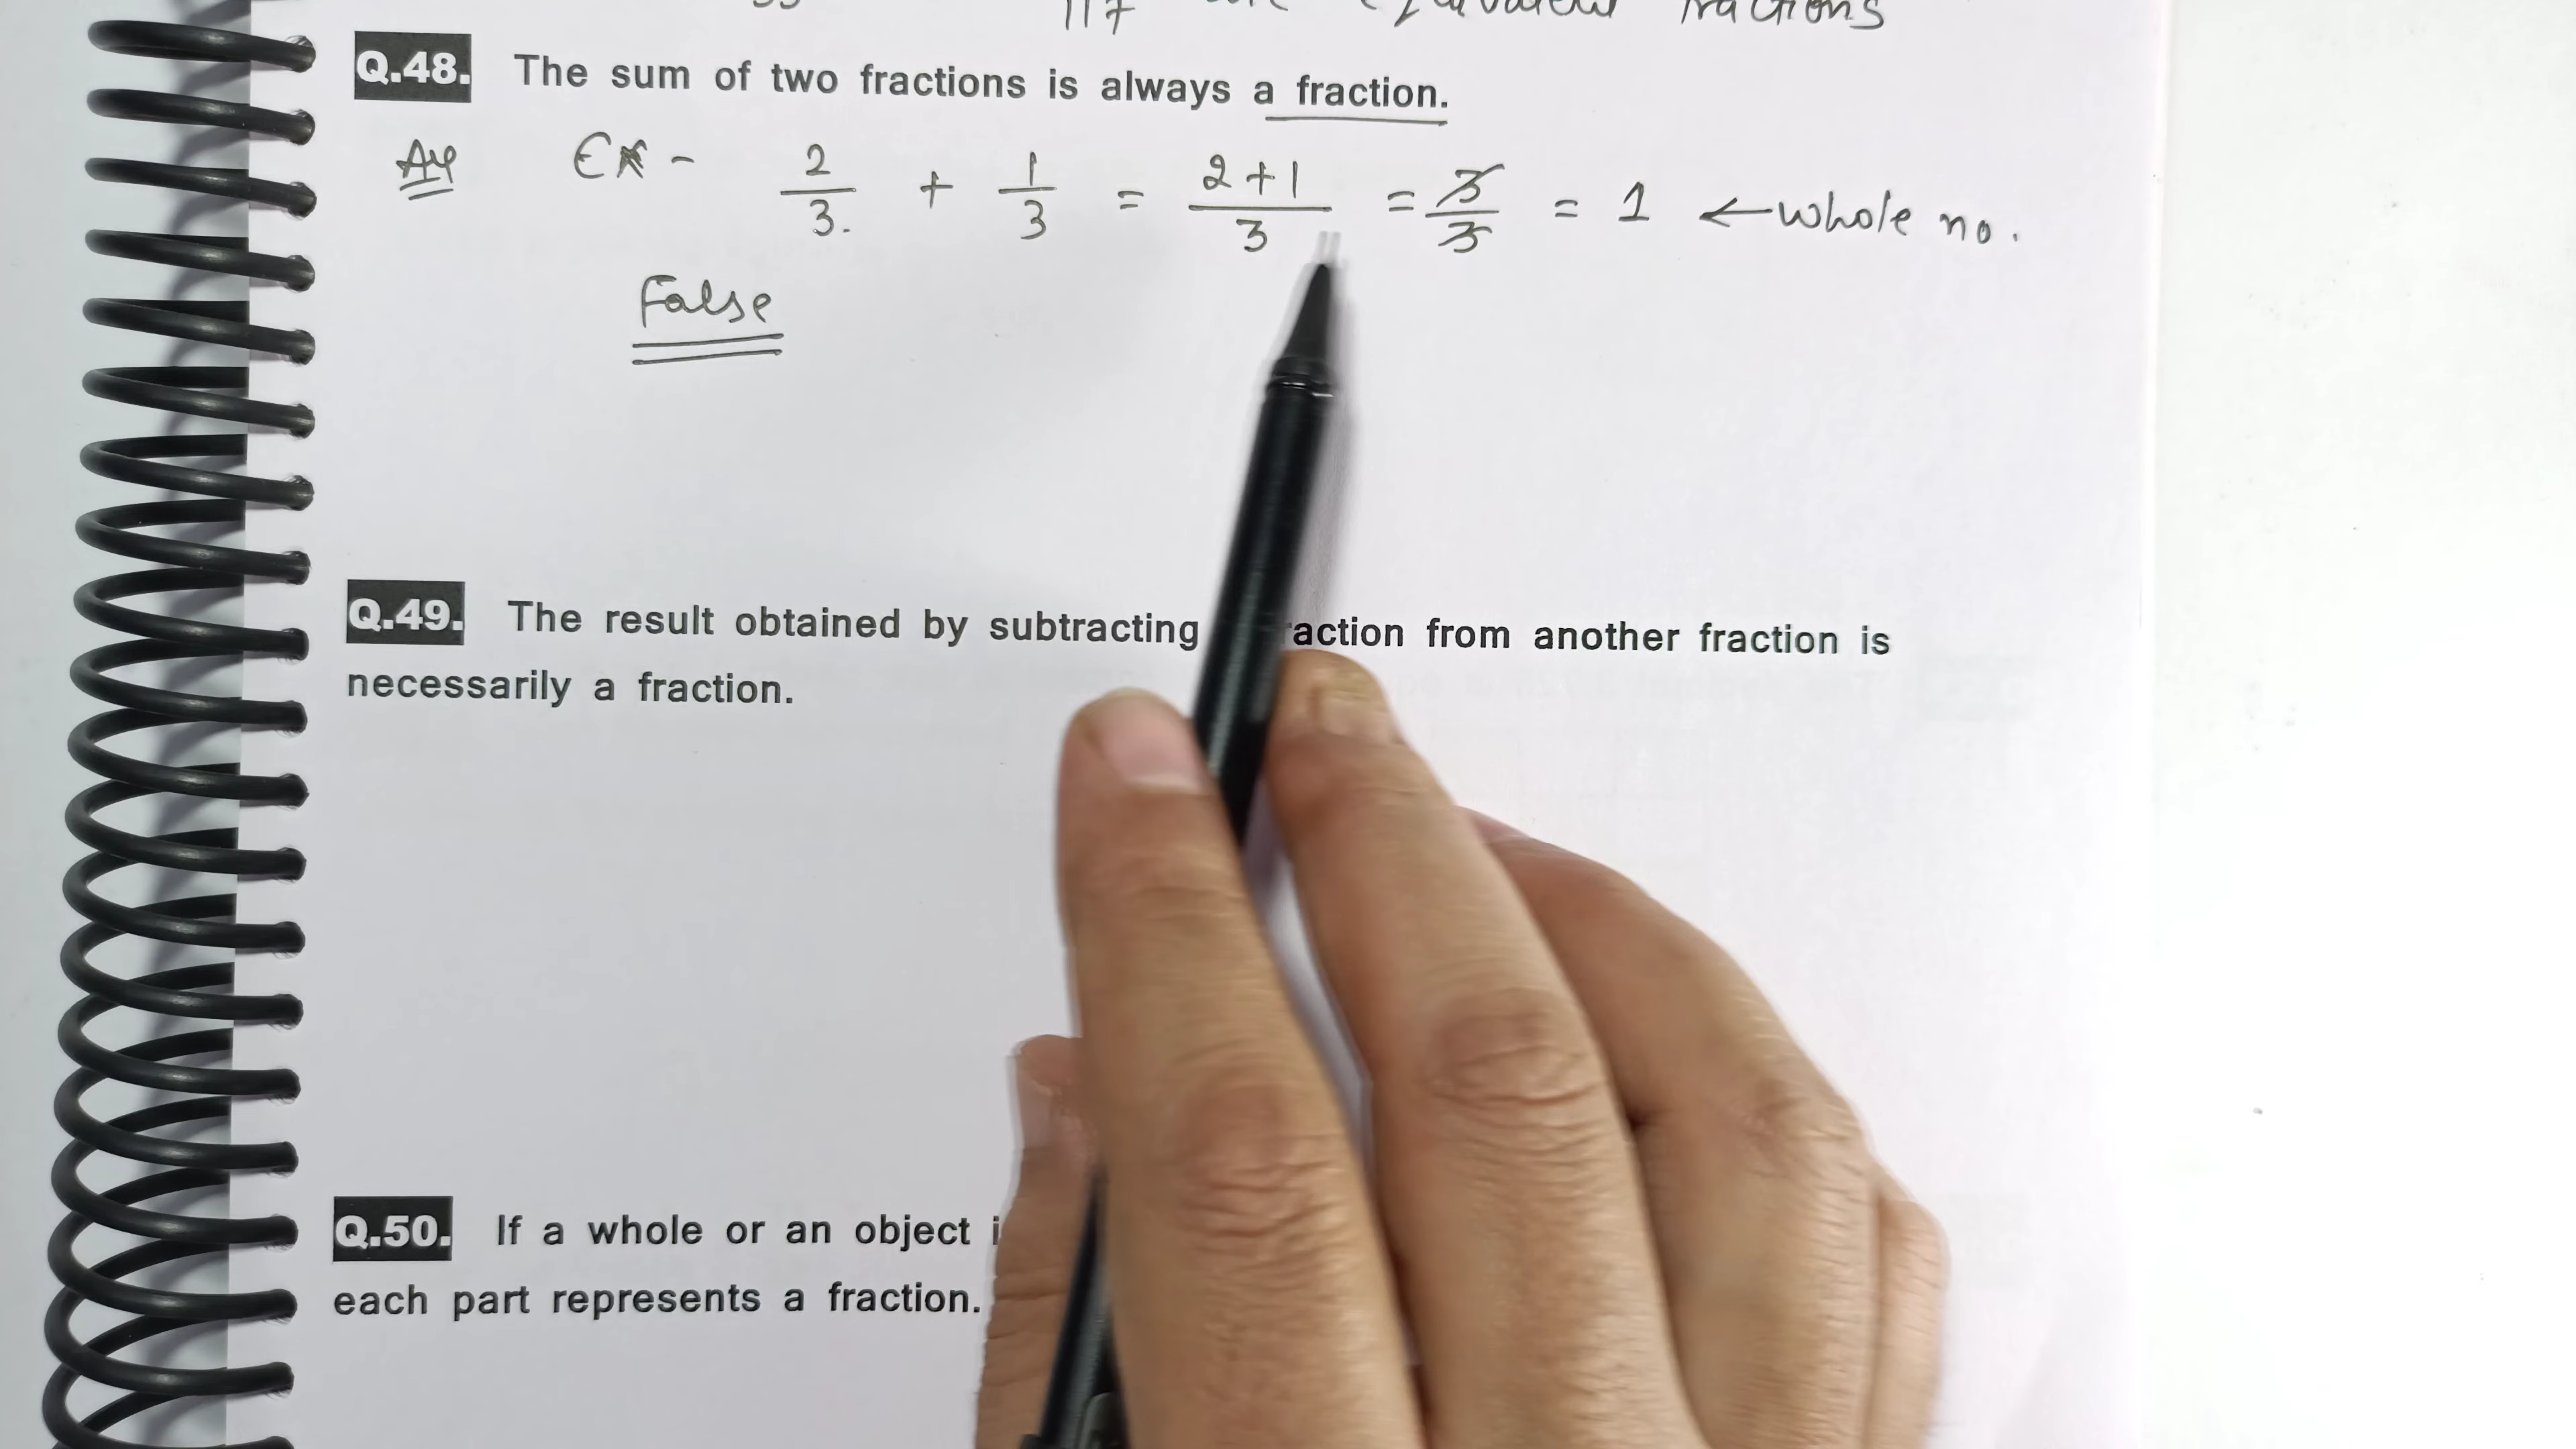 117 fractions
Q.48. The sum of two fractions is always a fraction.
Ex - 2/3. + 1/3 = 2+1/3 = 3/3 = 1 ← whole no.
False
Q.49. The result obtained by subtracting action from another fraction is
necessarily a fraction.
Q.50. If a whole or an object i
each part represents a fraction.